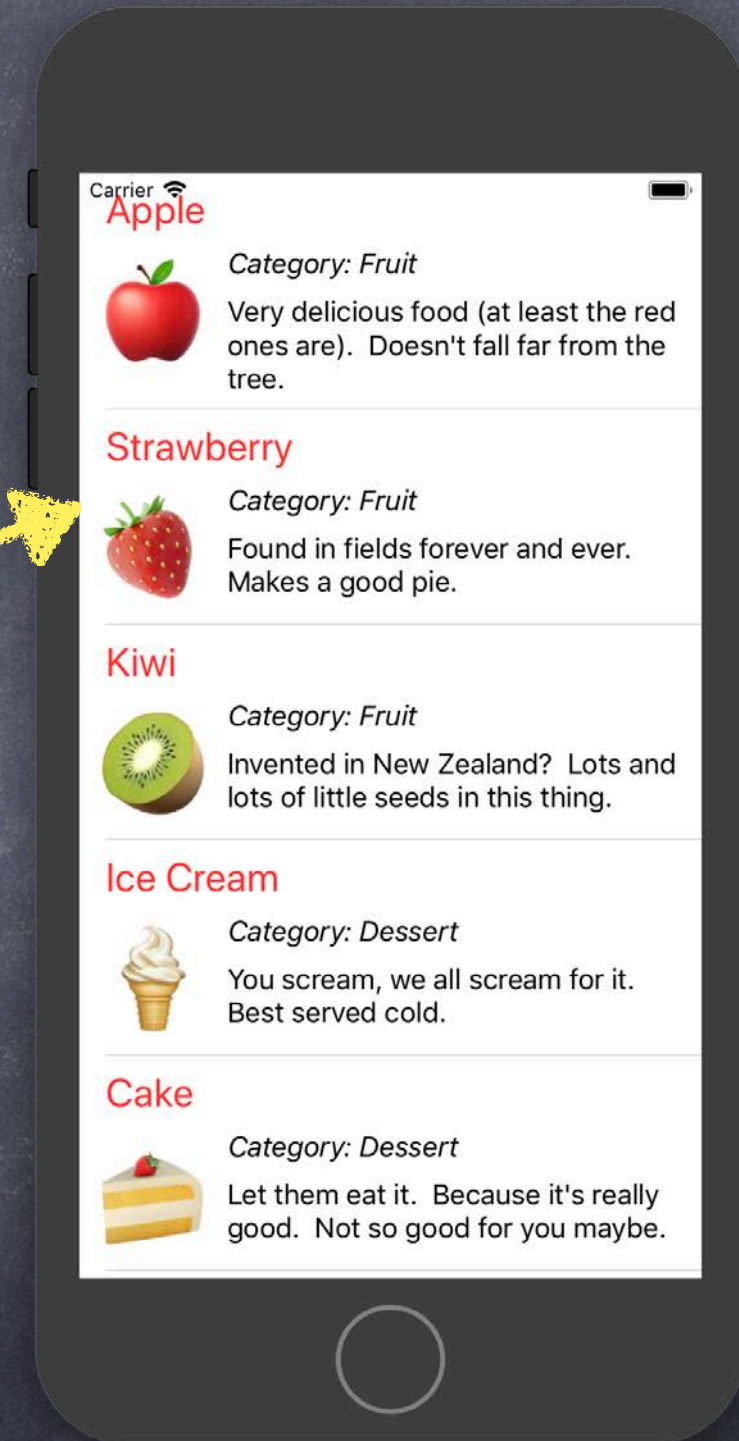 Carrier
Apple
Category: Fruit
Very delicious food (at least the red
ones are).  Doesn't fall far from the
tree.
Strawberry
Category: Fruit
Found in fields forever and ever.
Makes a good pie.
Kiwi
Category: Fruit
Invented in New Zealand?  Lots and
lots of little seeds in this thing.
Ice Cream
Category: Dessert
You scream, we all scream for it.
Best served cold.
Cake
Category: Dessert
Let them eat it.  Because it's really
good.  Not so good for you maybe.